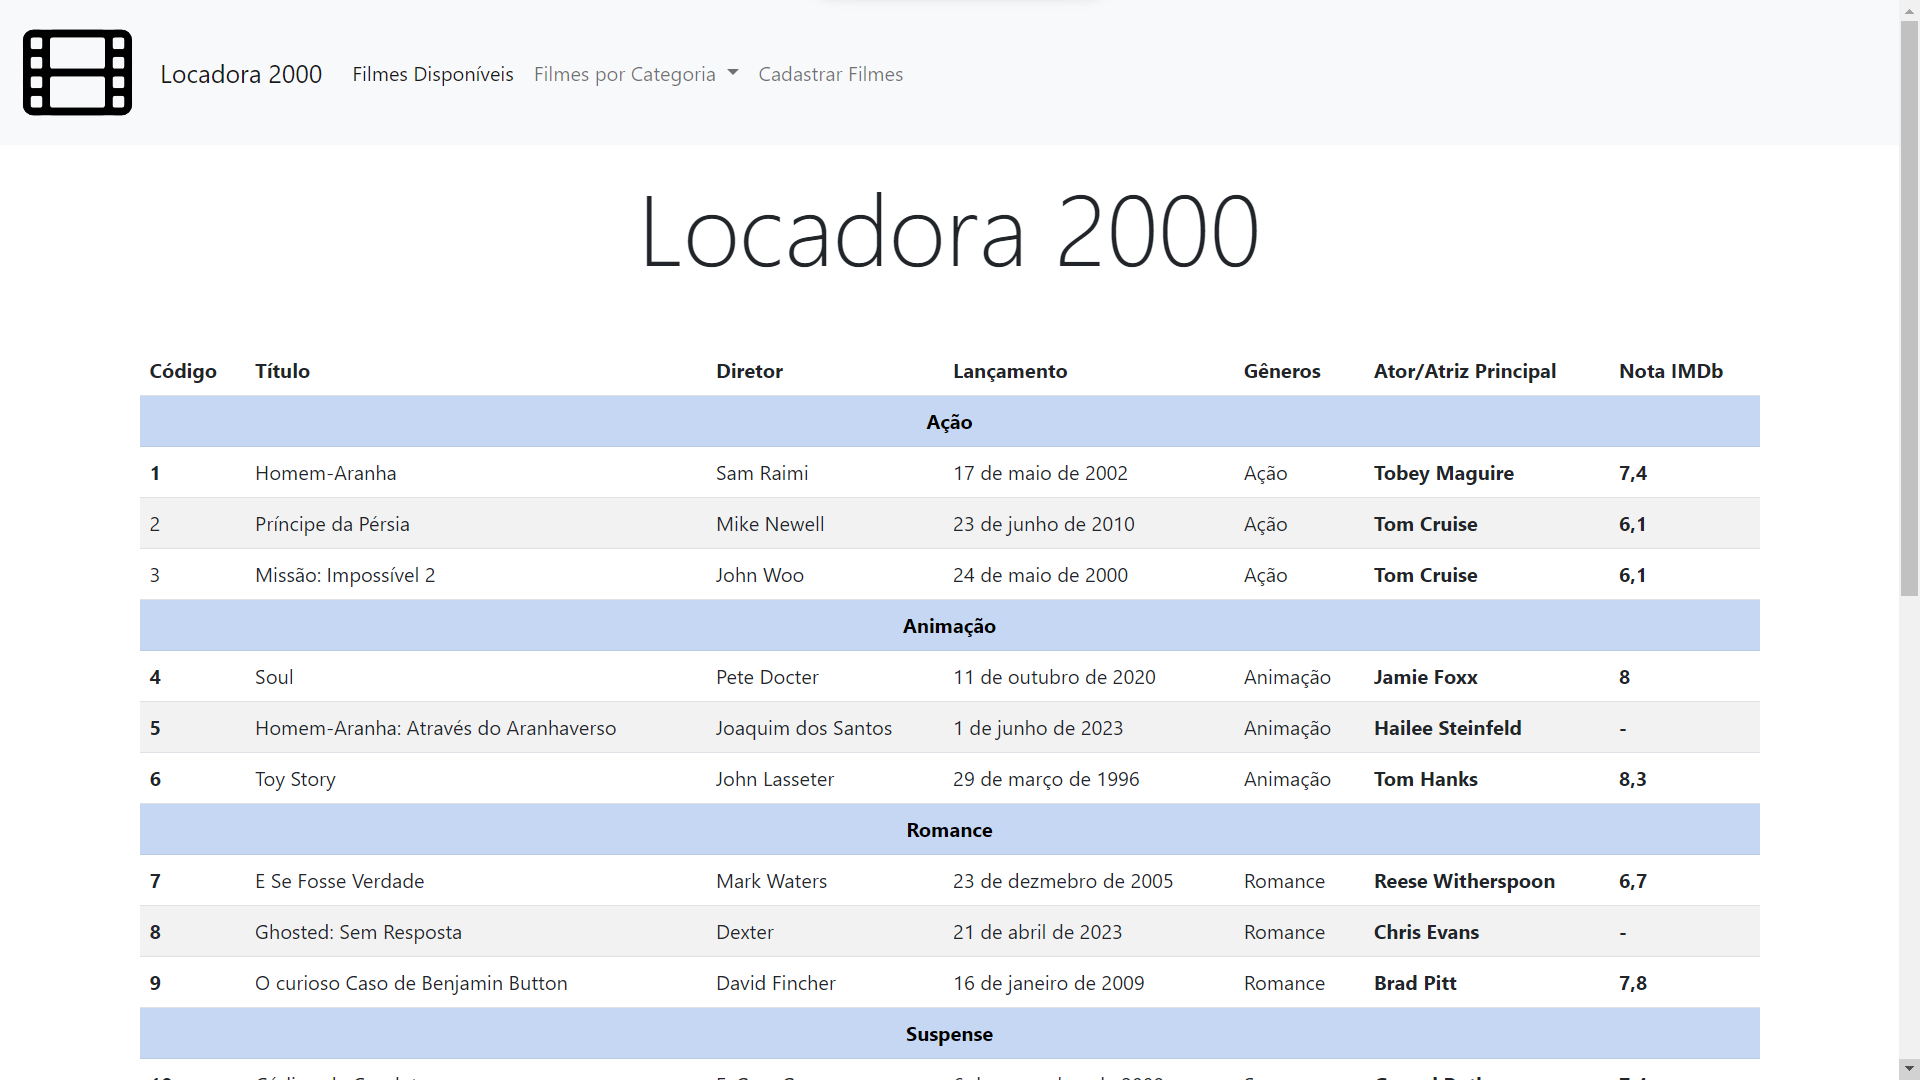 Locadora 2000 Filmes Disponíveis Filmes por Categoria Cadastrar Filmes
Locadora 2000
Código Título Diretor Lançamento Gêneros Ator/Atriz Principal Nota IMDb
Ação
1 Homem-Aranha Sam Raimi 17 de maio de 2002 Ação Tobey Maguire 7,4
2 Príncipe da Pérsia Mike Newell 23 de junho de 2010 Ação Tom Cruise 6,1
3 Missão: Impossível 2 John Woo 24 de maio de 2000 Ação Tom Cruise 6,1
Animação
4 Soul Pete Docter 11 de outubro de 2020 Animação Jamie Foxx 8
5 Homem-Aranha: Através do Aranhaverso Joaquim dos Santos 1 de junho de 2023 Animação Hailee Steinfeld -
6 Toy Story John Lasseter 29 de março de 1996 Animação Tom Hanks 8,3
Romance
7 E Se Fosse Verdade Mark Waters 23 de dezmebro de 2005 Romance Reese Witherspoon 6,7
8 Ghosted: Sem Resposta Dexter 21 de abril de 2023 Romance Chris Evans -
9 O curioso Caso de Benjamin Button David Fincher 16 de janeiro de 2009 Romance Brad Pitt 7,8
Suspense